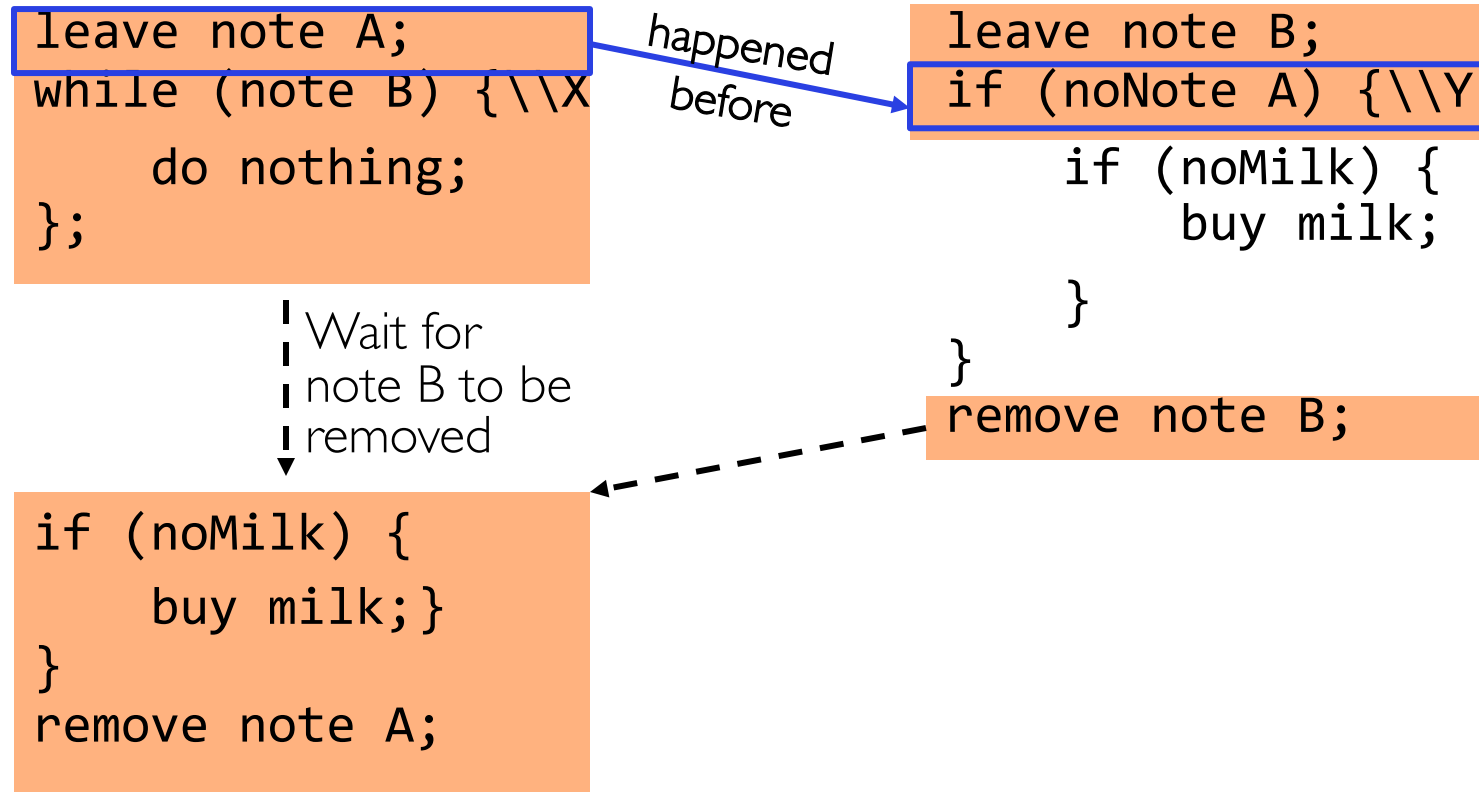 leave note A;
while (note B) {\\X
do nothing;
};
Wait for
note B to be
removed
if (noMilk) {
buy milk;}
}
remove note A;
happened
before
leave note B;
if (noNote A) {\\Y
if (noMilk) {
buy milk;
}
}
remove note B;